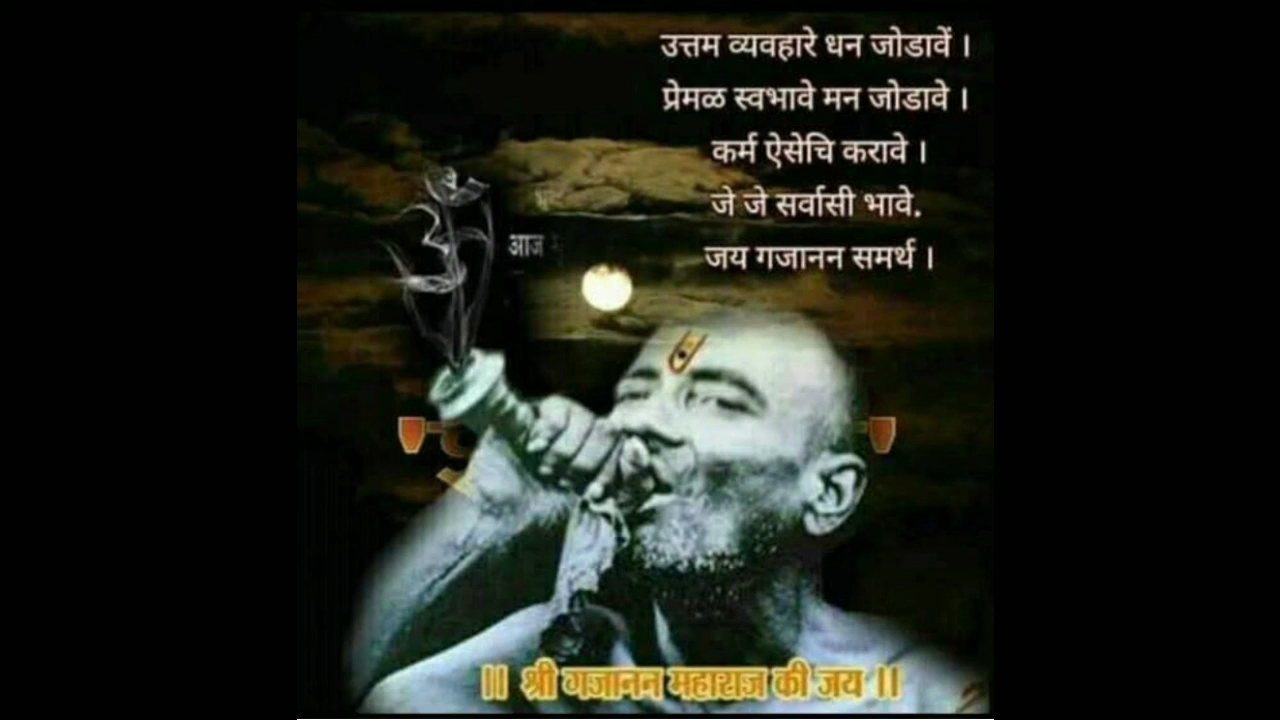 उत्तम व्यवहारे धन जोडावें ।
प्रेमळ स्वभावे मन जोडावे ।
कर्म ऐसेचि करावे ।
जे जे सर्वासी भावे.
आज
जय गजानन समर्थ ।
॥ श्री गजानन महाराज की जय ॥